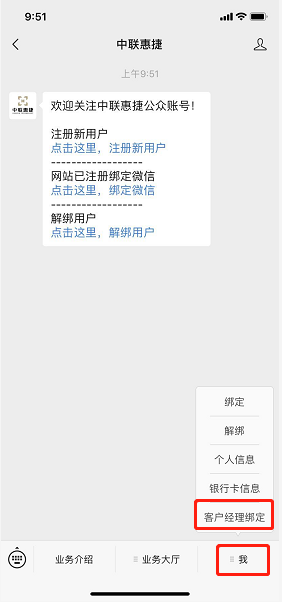 9:51
中联惠捷
上午9:51
中联惠捷
欢迎关注中联惠捷公众账号！
注册新用户
点击这里，注册新用户
------------------
网站已注册绑定微信
点击这里，绑定微信
------------------
解绑用户
点击这里，解绑用户
绑定
解绑
个人信息
银行卡信息
客户经理绑定
业务介绍
业务大厅
我